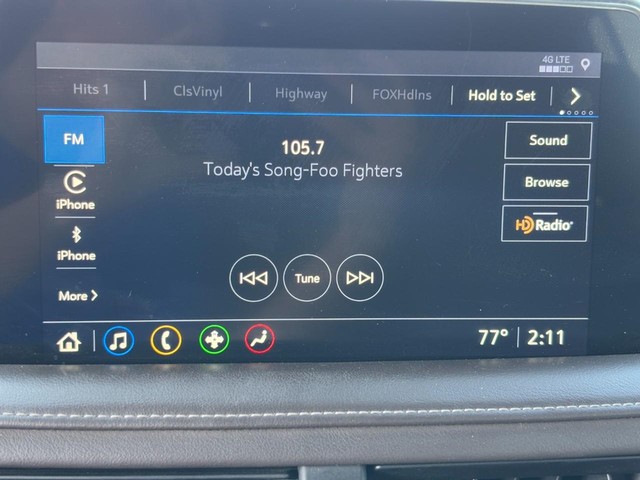 4G LTE
Hits 1 ClsVinyl Highway FOXHdlns Hold to Set
FM
105.7
Today's Song-Foo Fighters
Sound
iPhone
Browse
iPhone
HD Radio
More
Tune
77° 2:11